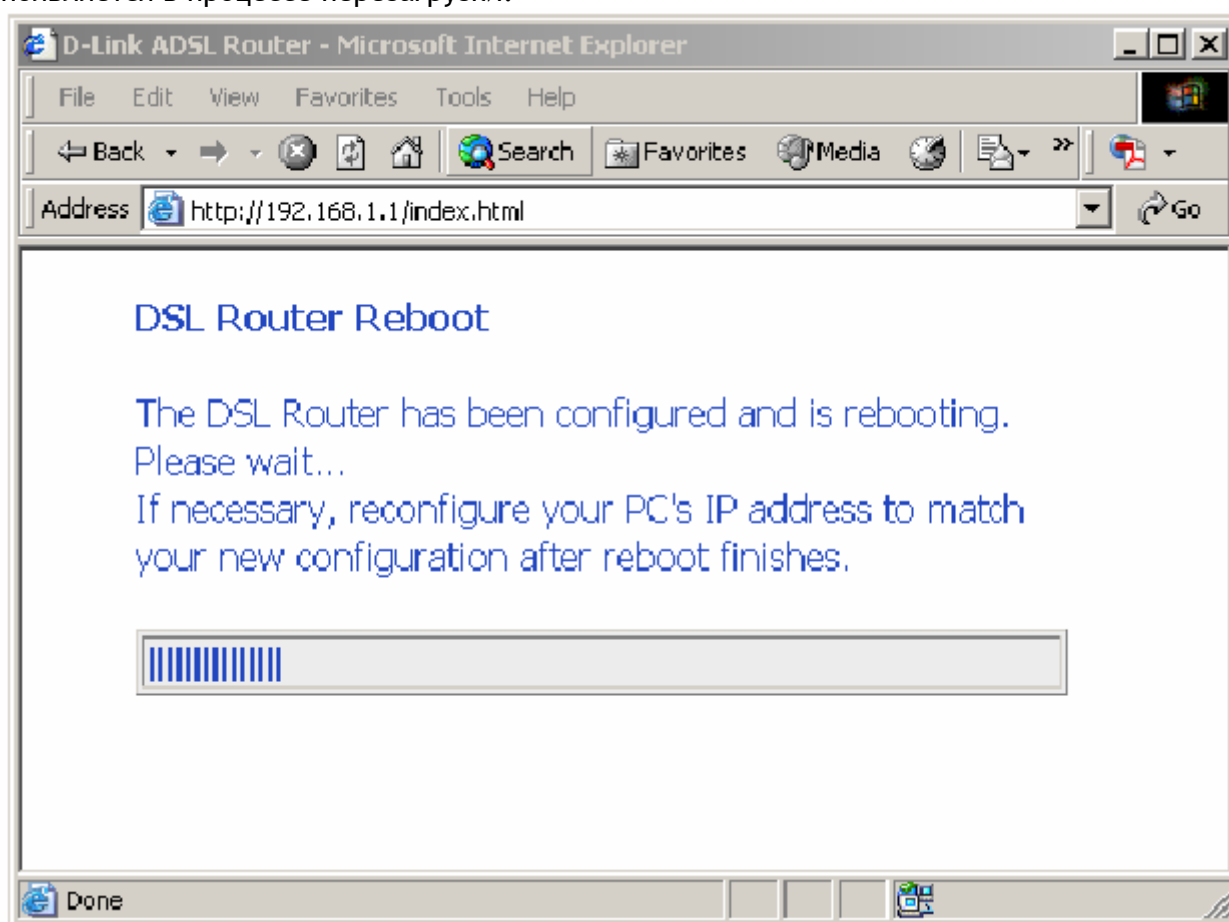 в процессе перезагрузки.
D-Link ADSL Router - Microsoft Internet Explorer
File Edit View Favorites Tools Help
Back Search Favorites Media »
Address http://192.168.1.1/index.html Go
DSL Router Reboot
The DSL Router has been configured and is rebooting.
Please wait...
If necessary, reconfigure your PC's IP address to match
your new configuration after reboot finishes.
Done